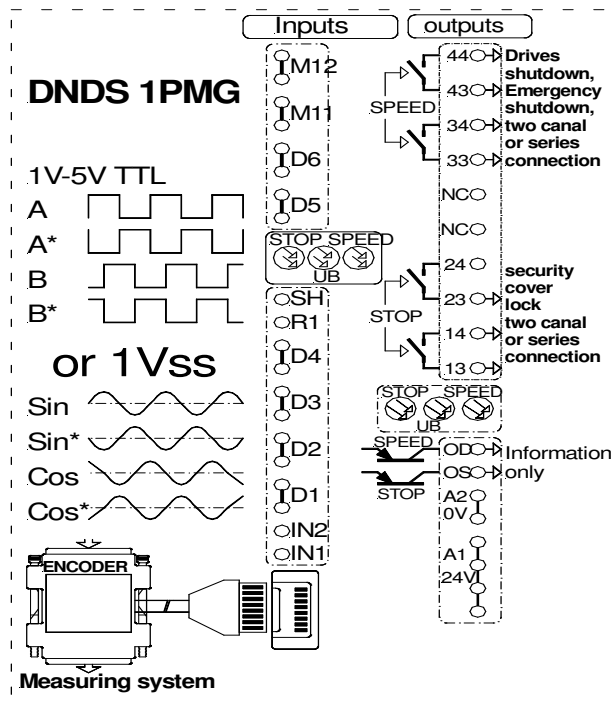 Inputs
outputs
DNDS 1PMG
1V-5V TTL
A
A*
B
B*
or 1Vss
Sin
Sin*
Cos
Cos*
ENCODER
Measuring system
M12
M11
D6
D5
STOP SPEED
UB
SH
R1
D4
D3
D2
D1
IN2
IN1
SPEED
44
43
34
33
NC
NC
Drives
shutdown,
Emergency
shutdown,
two canal
or series
connection
STOP
24
23
14
13
security
cover
lock
two canal
or series
connection
STOP SPEED
UB
SPEED
STOP
OD
OS
Information
only
A2
0V
A1
24V